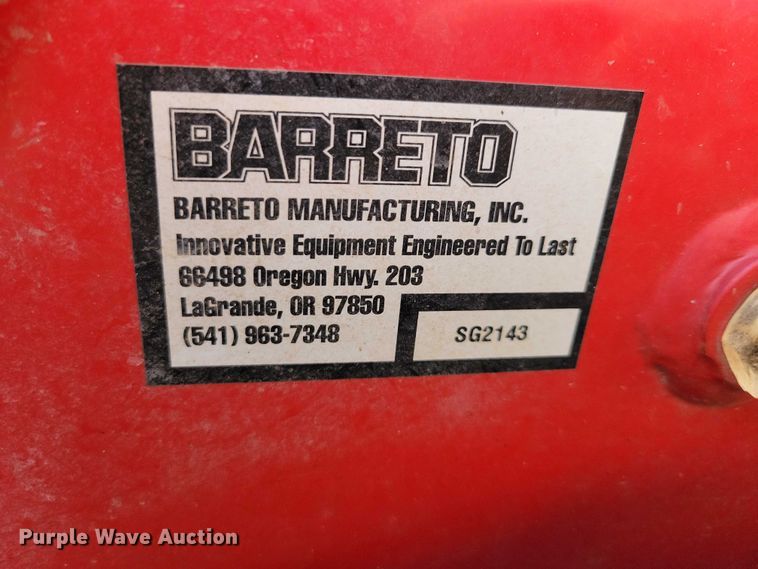 BARRETO
BARRETO MANUFACTURING, INC.
Innovative Equipment Engineered To Last
66498 Oregon Hwy. 203
LaGrande, OR 97850
(541) 963-7348
SG2143
Purple Wave Auction